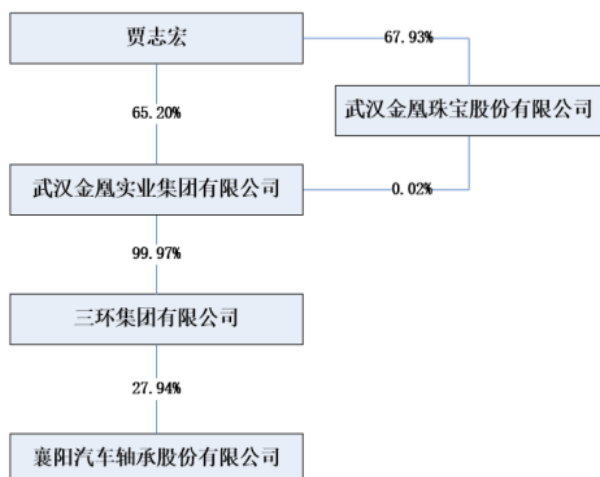 贾志宏
67.93%
武汉金凰珠宝股份有限公司
65.20%
武汉金凰实业集团有限公司
0.02%
99.97%
三环集团有限公司
27.94%
襄阳汽车轴承股份有限公司